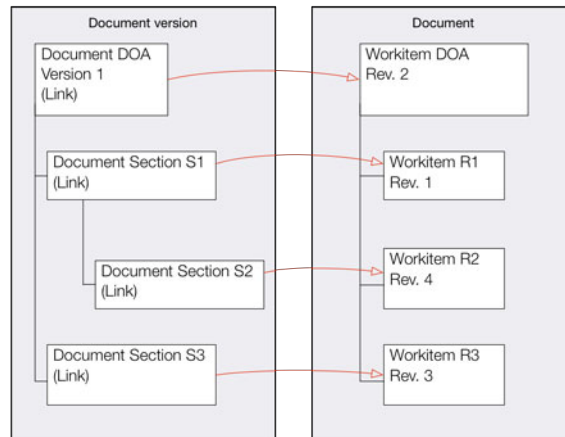 Document version
Document DOA
Version 1
(Link)
Document Section S1
(Link)
Document Section S2
(Link)
Document Section S3
(Link)
Document
Workitem DOA
Rev. 2
Workitem R1
Rev. 1
Workitem R2
Rev. 4
Workitem R3
Rev. 3